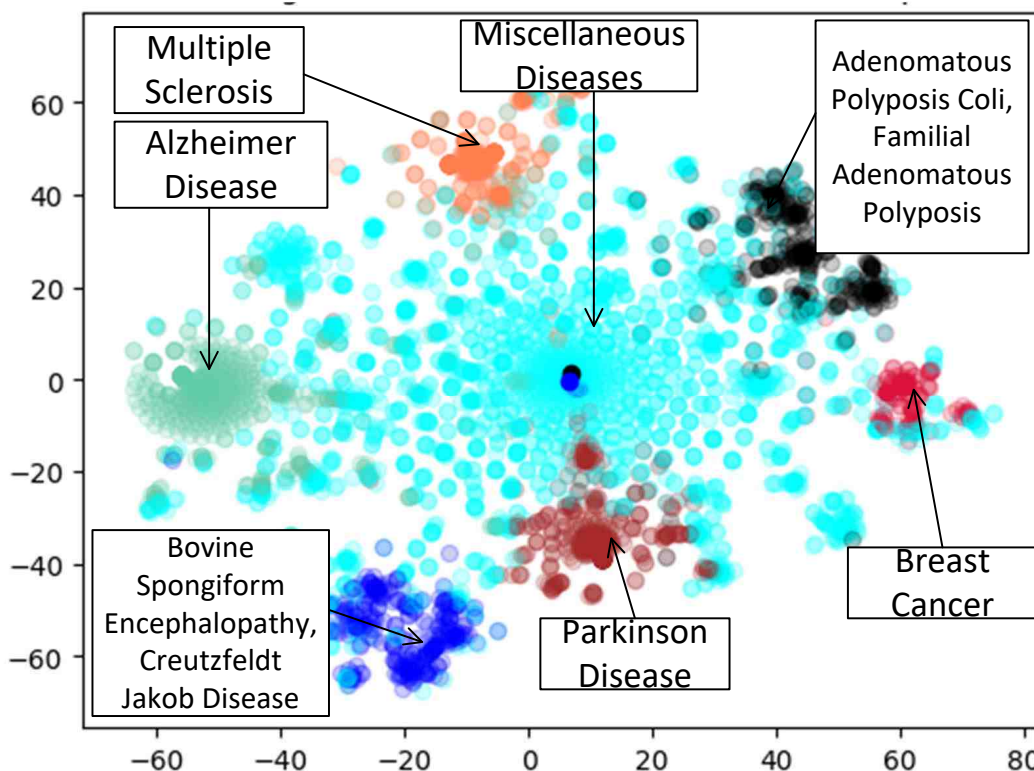 Multiple
Sclerosis
Miscellaneous
Diseases
Adenomatous
Polyposis Coli,
Familial
Adenomatous
Polyposis
Alzheimer
Disease
Bovine
Spongiform
Encephalopathy,
Creutzfeldt
Jakob Disease
Parkinson
Disease
Breast
Cancer
60
40
20
0
−20
−40
−60
−60 −40 −20 0 20 40 60 80